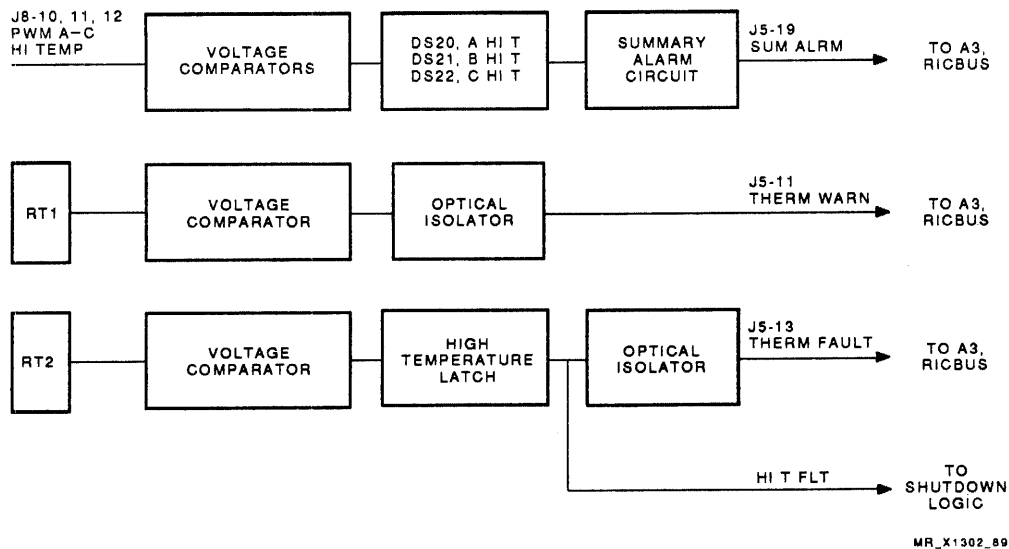 J8-10, 11, 12
PWM A-C
HI TEMP
VOLTAGE
COMPARATORS
DS20, A HI T
DS21, B HI T
DS22, C HI T
SUMMARY
ALARM
CIRCUIT
J5-19
SUM ALRM
TO A3,
RICBUS
RT1
VOLTAGE
COMPARATOR
OPTICAL
ISOLATOR
J5-11
THERM WARN
TO A3,
RICBUS
RT2
VOLTAGE
COMPARATOR
HIGH
TEMPERATURE
LATCH
OPTICAL
ISOLATOR
J5-13
THERM FAULT
TO A3,
RICBUS
HI T FLT
TO
SHUTDOWN
LOGIC
MR_X1302_89